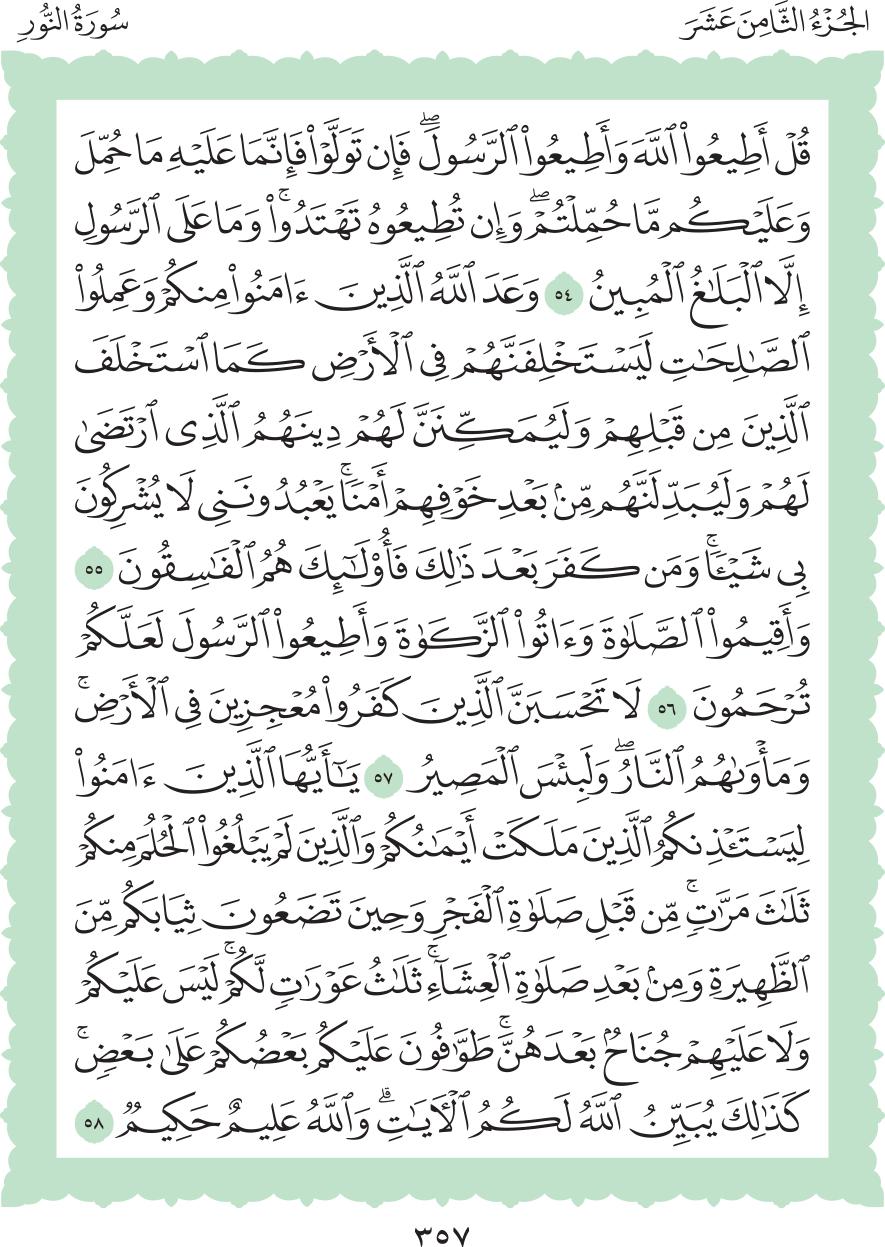 الجُزْءُ الثَّامِنَ عَشَرَ
سُورَةُ النُّورِ
قُلۡ أَطِيعُواْ ٱللَّهَ وَأَطِيعُواْ ٱلرَّسُولَۖ فَإِن تَوَلَّوۡاْ فَإِنَّمَا عَلَيۡهِ مَا حُمِّلَ
وَعَلَيۡكُم مَّا حُمِّلۡتُمۡۖ وَإِن تُطِيعُوهُ تَهۡتَدُواْۚ وَمَا عَلَى ٱلرَّسُولِ
إِلَّا ٱلۡبَلَٰغُ ٱلۡمُبِينُ ٥٤ وَعَدَ ٱللَّهُ ٱلَّذِينَ ءَامَنُواْ مِنكُمۡ وَعَمِلُواْ
ٱلصَّٰلِحَٰتِ لَيَسۡتَخۡلِفَنَّهُمۡ فِي ٱلۡأَرۡضِ كَمَا ٱسۡتَخۡلَفَ
ٱلَّذِينَ مِن قَبۡلِهِمۡ وَلَيُمَكِّنَنَّ لَهُمۡ دِينَهُمُ ٱلَّذِي ٱرۡتَضَىٰ
لَهُمۡ وَلَيُبَدِّلَنَّهُم مِّنۢ بَعۡدِ خَوۡفِهِمۡ أَمۡنٗاۚ يَعۡبُدُونَنِي لَا يُشۡرِكُونَ
بِي شَيۡـٔٗاۚ وَمَن كَفَرَ بَعۡدَ ذَٰلِكَ فَأُوْلَٰٓئِكَ هُمُ ٱلۡفَٰسِقُونَ ٥٥
وَأَقِيمُواْ ٱلصَّلَوٰةَ وَءَاتُواْ ٱلزَّكَوٰةَ وَأَطِيعُواْ ٱلرَّسُولَ لَعَلَّكُمۡ
تُرۡحَمُونَ ٥٦ لَا تَحۡسَبَنَّ ٱلَّذِينَ كَفَرُواْ مُعۡجِزِينَ فِي ٱلۡأَرۡضِۚ
وَمَأۡوَىٰهُمُ ٱلنَّارُۖ وَلَبِئۡسَ ٱلۡمَصِيرُ ٥٧ يَٰٓأَيُّهَا ٱلَّذِينَ ءَامَنُواْ
لِيَسۡتَـٔۡذِنكُمُ ٱلَّذِينَ مَلَكَتۡ أَيۡمَٰنُكُمۡ وَٱلَّذِينَ لَمۡ يَبۡلُغُواْ ٱلۡحُلُمَ مِنكُمۡ
ثَلَٰثَ مَرَّٰتٖۚ مِّن قَبۡلِ صَلَوٰةِ ٱلۡفَجۡرِ وَحِينَ تَضَعُونَ ثِيَابَكُم مِّنَ
ٱلظَّهِيرَةِ وَمِنۢ بَعۡدِ صَلَوٰةِ ٱلۡعِشَآءِۚ ثَلَٰثُ عَوۡرَٰتٖ لَّكُمۡۚ لَيۡسَ عَلَيۡكُمۡ
وَلَا عَلَيۡهِمۡ جُنَاحُۢ بَعۡدَهُنَّۚ طَوَّٰفُونَ عَلَيۡكُم بَعۡضُكُمۡ عَلَىٰ بَعۡضٖۚ
كَذَٰلِكَ يُبَيِّنُ ٱللَّهُ لَكُمُ ٱلۡأٓيَٰتِۗ وَٱللَّهُ عَلِيمٌ حَكِيمٞ ٥٨
٣٥٧